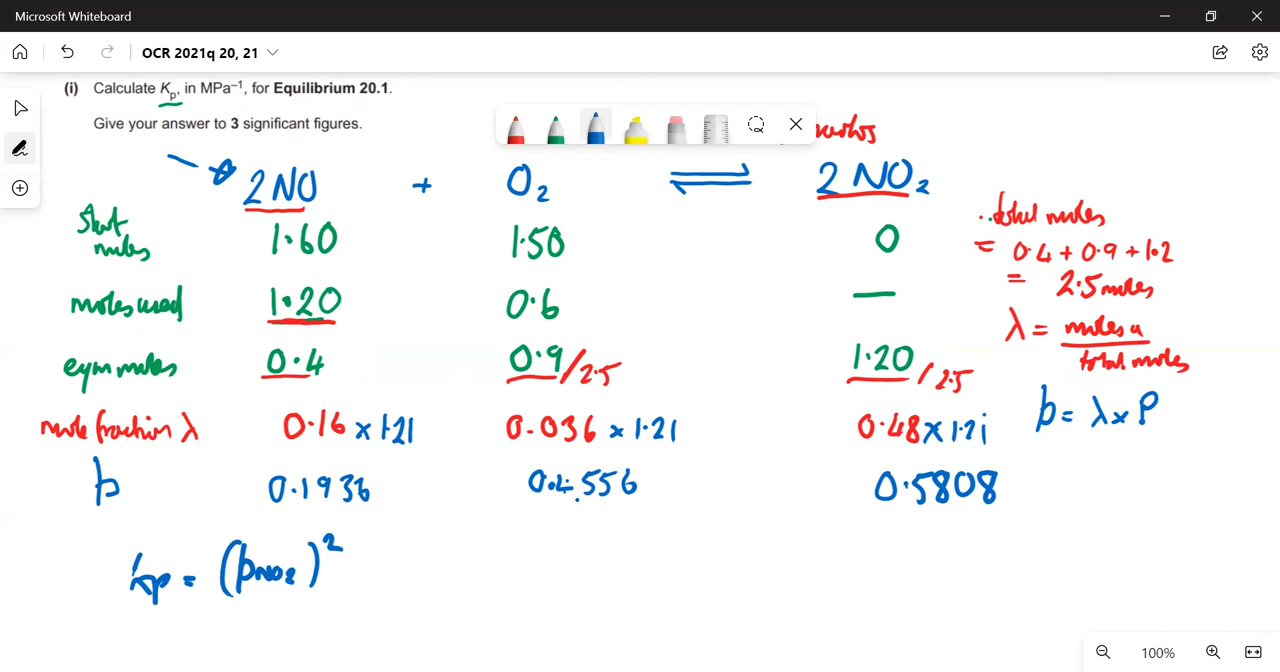 Microsoft Whiteboard
OCR 2021q 20, 21
(i) Calculate Kp, in MPa⁻¹, for Equilibrium 20.1.
Give your answer to 3 significant figures.
2NO + O₂ ⇌ 2NO₂
Start moles 1.60 1.50 0
moles used 1.20 0.6 —
eqm moles 0.4 0.9/2.5 1.20/2.5
mole fraction λ 0.16 x 1.21 0.036 x 1.21 0.48 x 1.21
p 0.1936 0.4556 0.5808
Kp = (pNO₂)²
∴ total moles
= 0.4 + 0.9 + 1.2
= 2.5 moles
λ = moles a
total moles
p = λ x P
100%